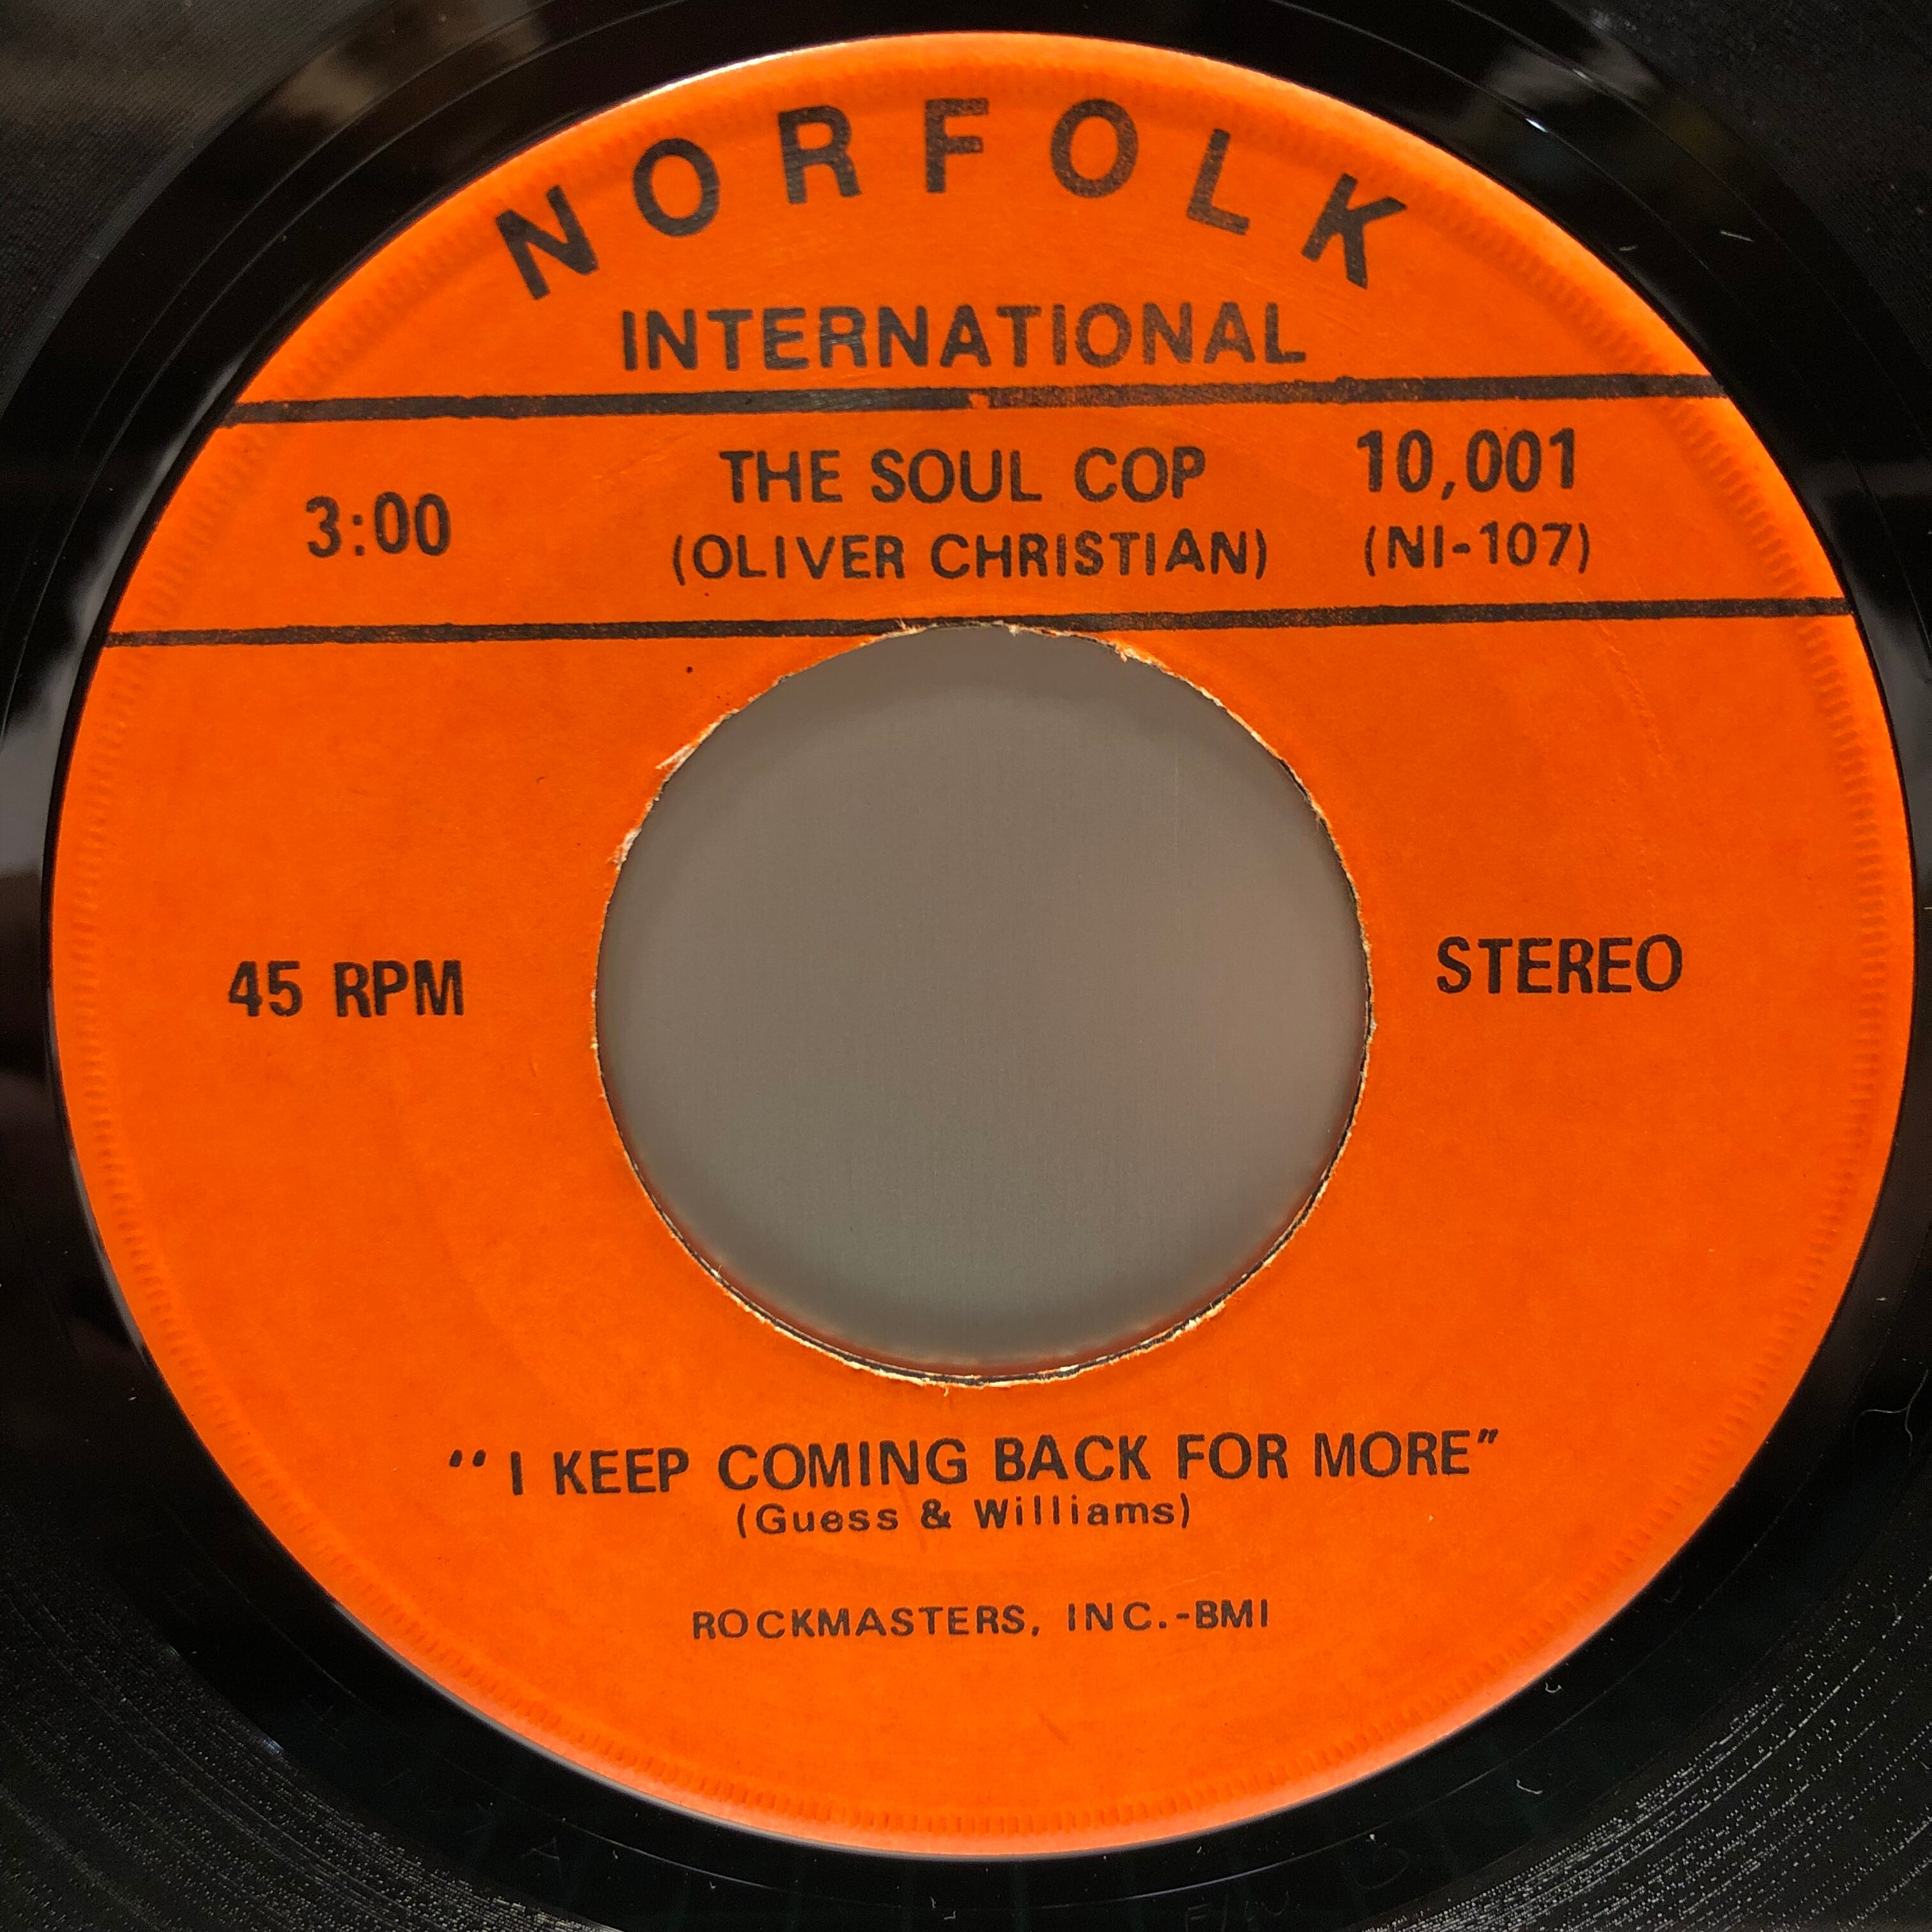 NORFOLK
INTERNATIONAL
3:00
THE SOUL COP
(OLIVER CHRISTIAN)
10,001
(NI-107)
45 RPM
STEREO
"I KEEP COMING BACK FOR MORE"
(Guess & Williams)
ROCKMASTERS, INC.-BMI